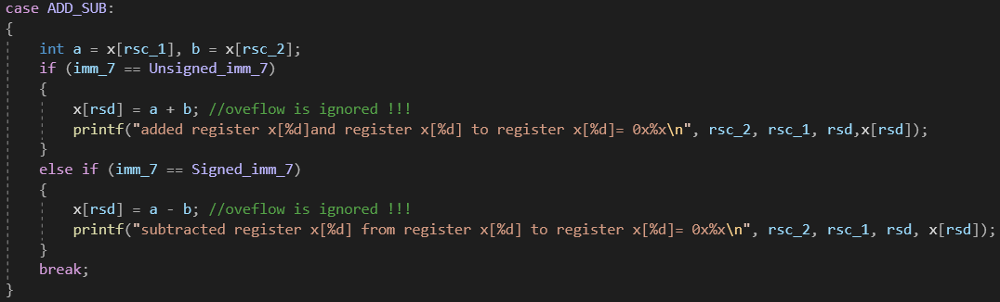 case ADD_SUB:
{
    int a = x[rsc_1], b = x[rsc_2];
    if (imm_7 == Unsigned_imm_7)
    {
        x[rsd] = a + b; //oveflow is ignored !!!
        printf("added register x[%d]and register x[%d] to register x[%d]= 0x%x\n", rsc_2, rsc_1, rsd,x[rsd]);
    }
    else if (imm_7 == Signed_imm_7)
    {
        x[rsd] = a - b; //oveflow is ignored !!!
        printf("subtracted register x[%d] from register x[%d] to register x[%d]= 0x%x\n", rsc_2, rsc_1, rsd, x[rsd]);
    }
    break;
}